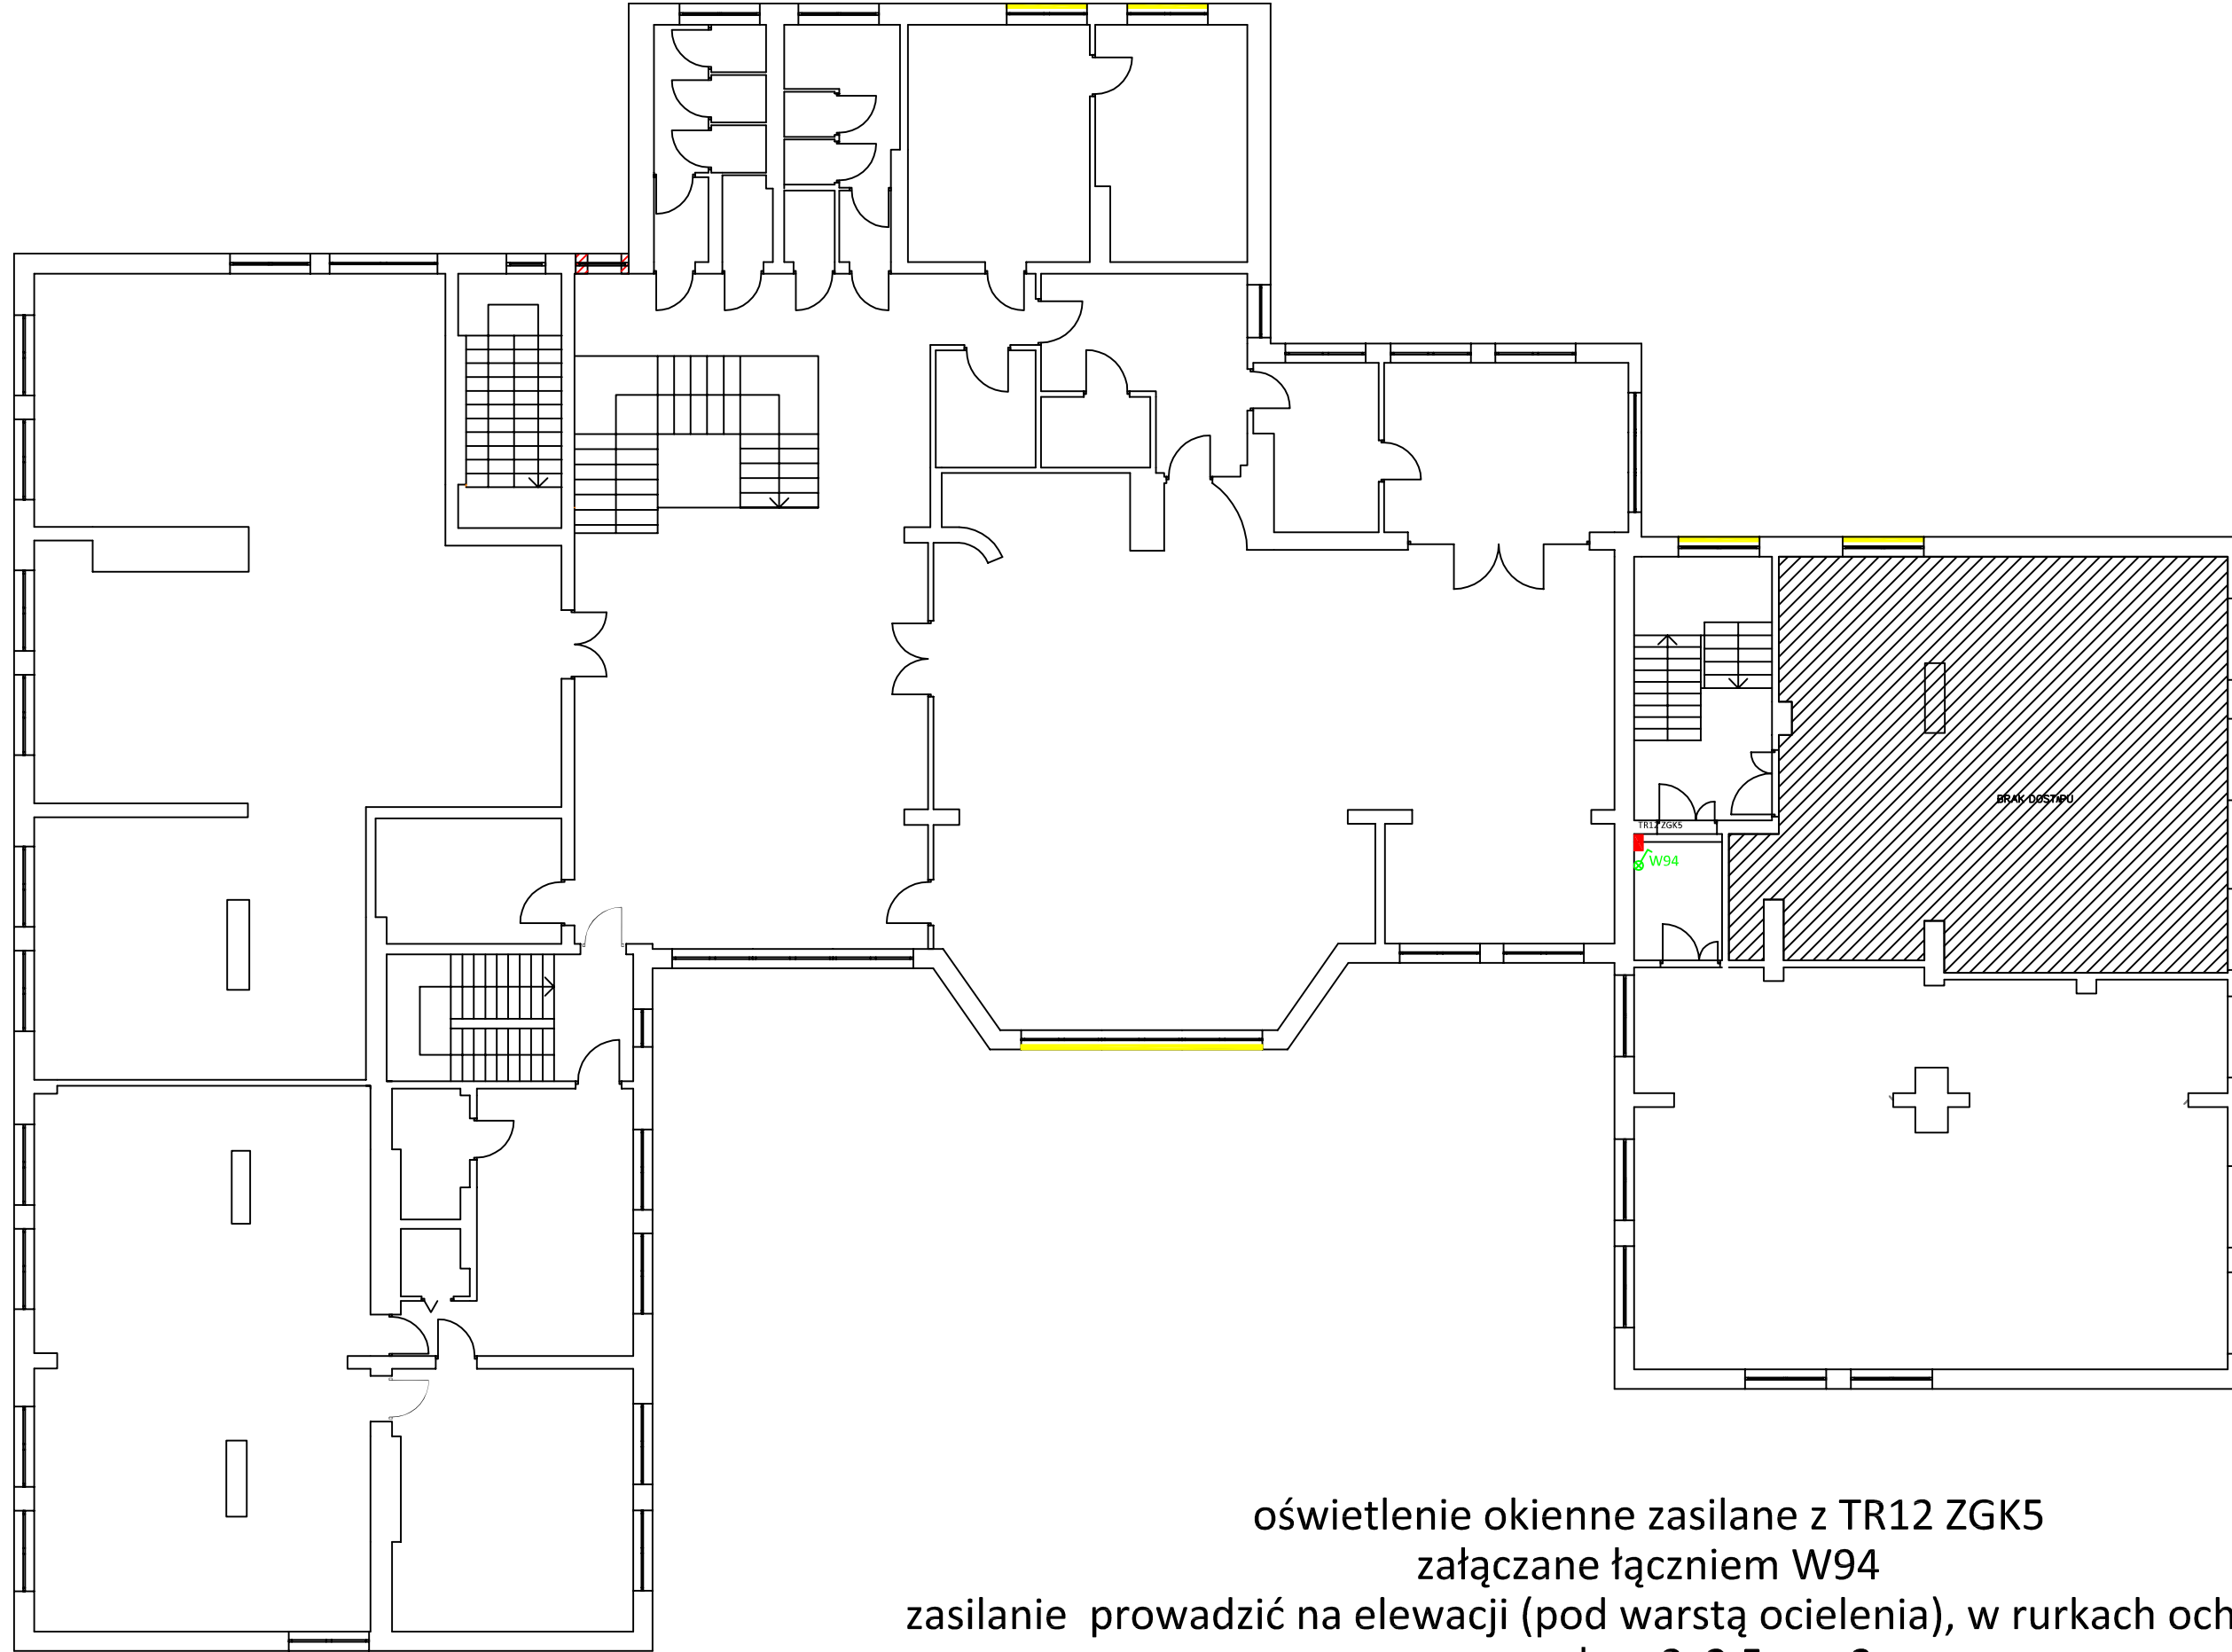 BRAK DOSTĘPU
TR12 ZGK5
W94
oświetlenie okienne zasilane z TR12 ZGK5
załączane łączniem W94
zasilanie prowadzić na elewacji (pod warstą ocielenia), w rurkach och